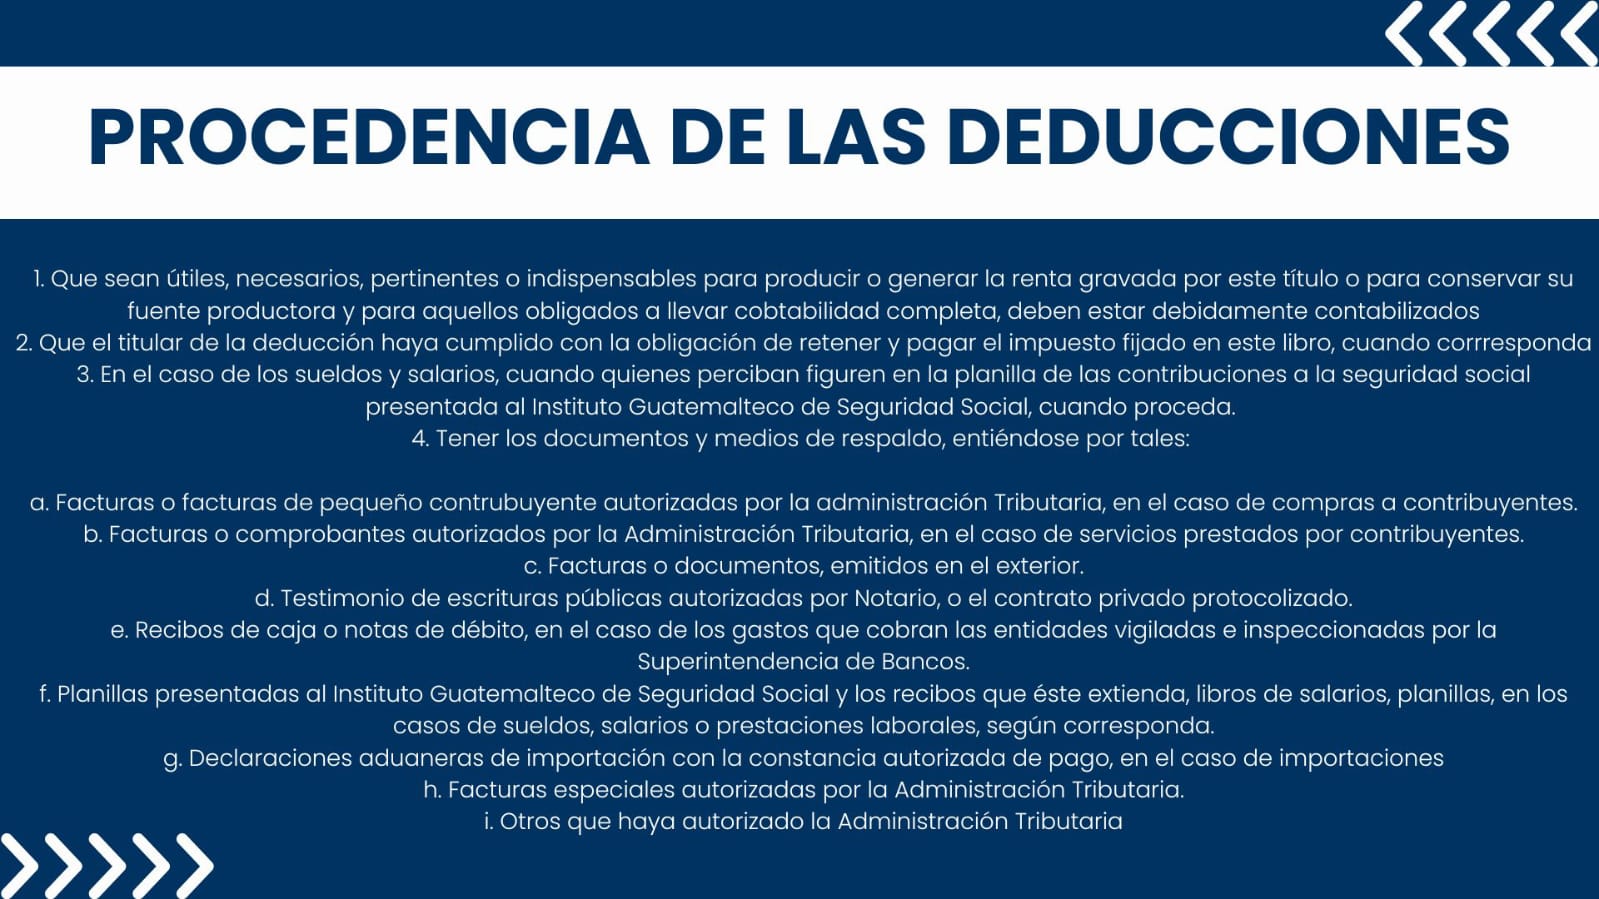 PROCEDENCIA DE LAS DEDUCCIONES
1. Que sean útiles, necesarios, pertinentes o indispensables para producir o generar la renta gravada por este título o para conservar su
fuente productora y para aquellos obligados a llevar cobtabilidad completa, deben estar debidamente contabilizados
2. Que el titular de la deducción haya cumplido con la obligación de retener y pagar el impuesto fijado en este libro, cuando corrresponda
3. En el caso de los sueldos y salarios, cuando quienes perciban figuren en la planilla de las contribuciones a la seguridad social
presentada al Instituto Guatemalteco de Seguridad Social, cuando proceda.
4. Tener los documentos y medios de respaldo, entiéndose por tales:
a. Facturas o facturas de pequeño contrubuyente autorizadas por la administración Tributaria, en el caso de compras a contribuyentes.
b. Facturas o comprobantes autorizados por la Administración Tributaria, en el caso de servicios prestados por contribuyentes.
c. Facturas o documentos, emitidos en el exterior.
d. Testimonio de escrituras públicas autorizadas por Notario, o el contrato privado protocolizado.
e. Recibos de caja o notas de débito, en el caso de los gastos que cobran las entidades vigiladas e inspeccionadas por la
Superintendencia de Bancos.
f. Planillas presentadas al Instituto Guatemalteco de Seguridad Social y los recibos que éste extienda, libros de salarios, planillas, en los
casos de sueldos, salarios o prestaciones laborales, según corresponda.
g. Declaraciones aduaneras de importación con la constancia autorizada de pago, en el caso de importaciones
h. Facturas especiales autorizadas por la Administración Tributaria.
i. Otros que haya autorizado la Administración Tributaria